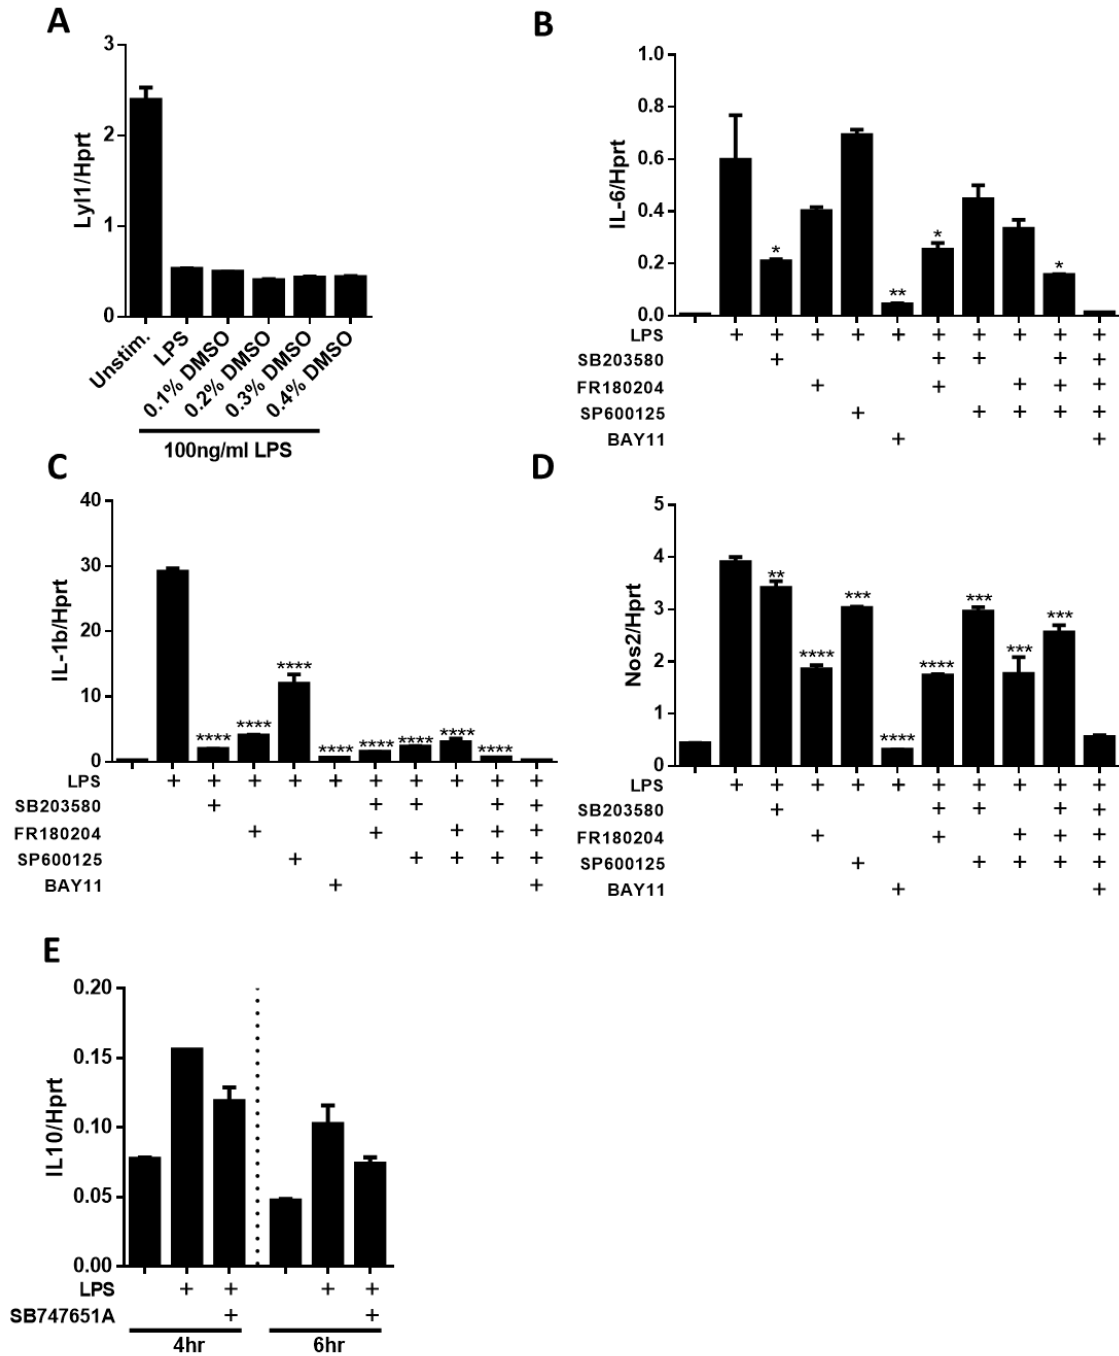 A
3
2
1
0
Lyl1/Hprt
Unstim.
LPS
0.1% DMSO
0.2% DMSO
0.3% DMSO
0.4% DMSO
100ng/ml LPS
B
1.0
0.8
0.6
0.4
0.2
0.0
IL-6/Hprt
* ** * *
LPS + + + + + + + + + +
SB203580 + + + + +
FR180204 + + + + +
SP600125 + + + + +
BAY11 + +
C
40
30
20
10
0
IL-1b/Hprt
**** **** **** **** **** **** **** ****
LPS + + + + + + + + + +
SB203580 + + + + +
FR180204 + + + + +
SP600125 + + + + +
BAY11 + +
D
5
4
3
2
1
0
Nos2/Hprt
** **** *** **** **** *** *** ***
LPS + + + + + + + + + +
SB203580 + + + + +
FR180204 + + + + +
SP600125 + + + + +
BAY11 + +
E
0.20
0.15
0.10
0.05
0.00
IL10/Hprt
LPS + + + +
SB747651A + +
4hr 6hr